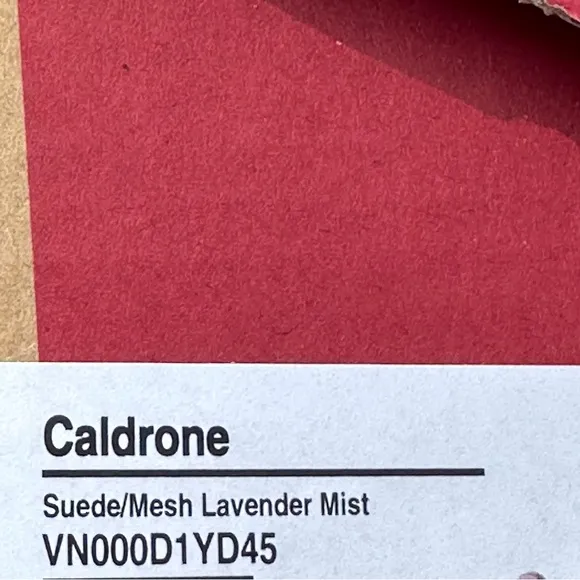 Caldrone
Suede/Mesh Lavender Mist
VN000D1YD45